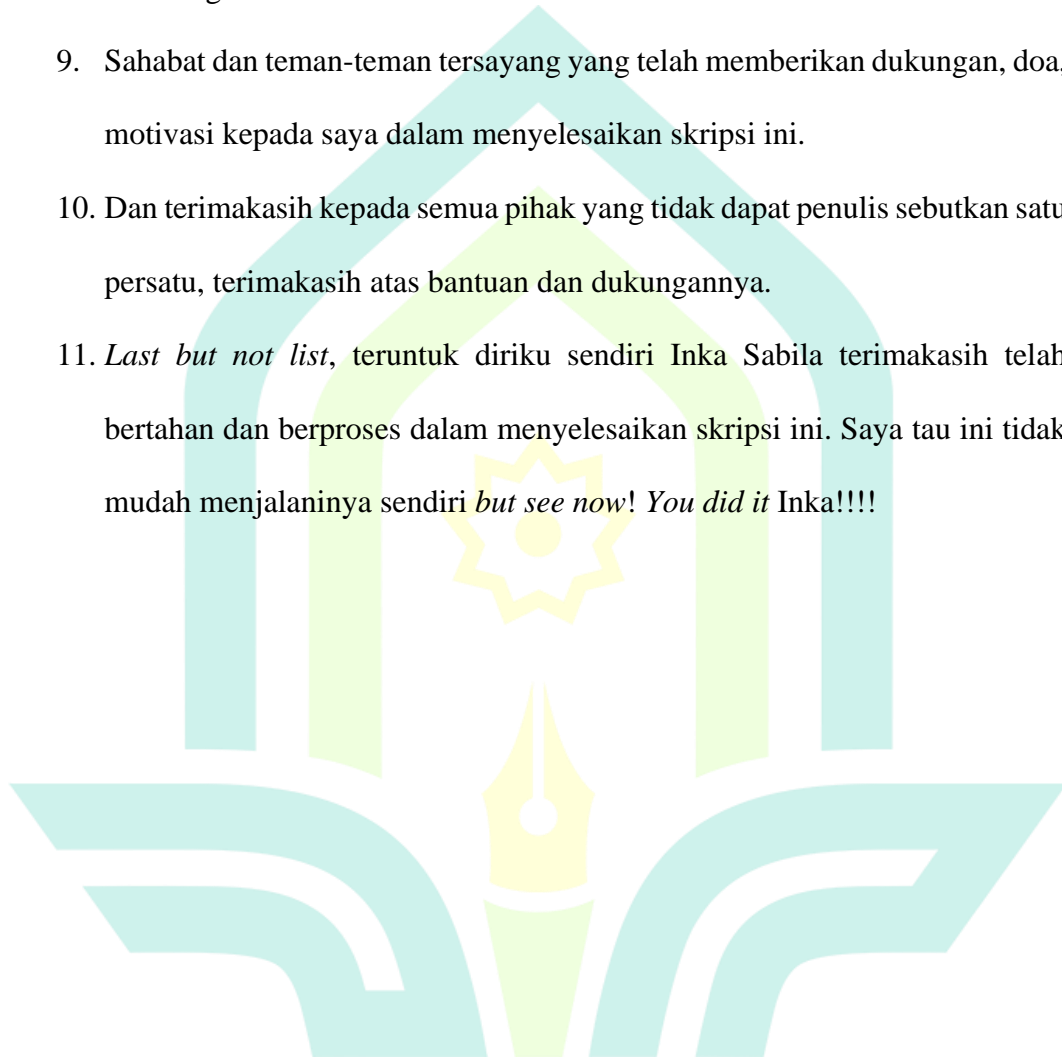 9. Sahabat dan teman-teman tersayang yang telah memberikan dukungan, doa,
motivasi kepada saya dalam menyelesaikan skripsi ini.
10. Dan terimakasih kepada semua pihak yang tidak dapat penulis sebutkan satu
persatu, terimakasih atas bantuan dan dukungannya.
11. Last but not list, teruntuk diriku sendiri Inka Sabila terimakasih telah
bertahan dan berproses dalam menyelesaikan skripsi ini. Saya tau ini tidak
mudah menjalaninya sendiri but see now! You did it Inka!!!!